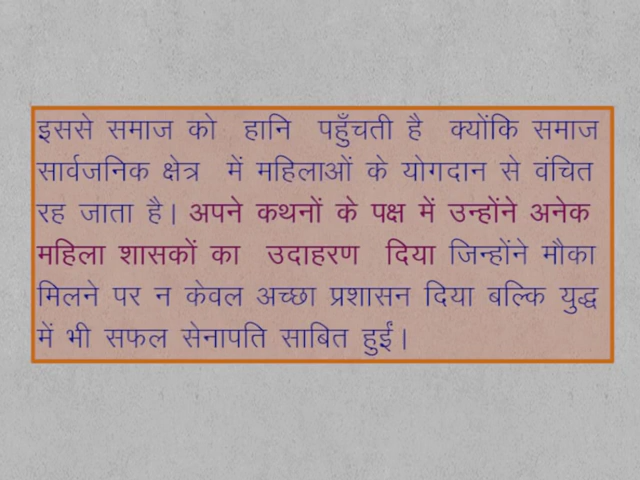 इससे समाज को हानि पहुँचती है क्योंकि समाज
सार्वजनिक क्षेत्र में महिलाओं के योगदान से वंचित
रह जाता है। अपने कथनों के पक्ष में उन्होंने अनेक
महिला शासकों का उदाहरण दिया जिन्होंने मौका
मिलने पर न केवल अच्छा प्रशासन दिया बल्कि युद्ध
में भी सफल सेनापति साबित हुईं।